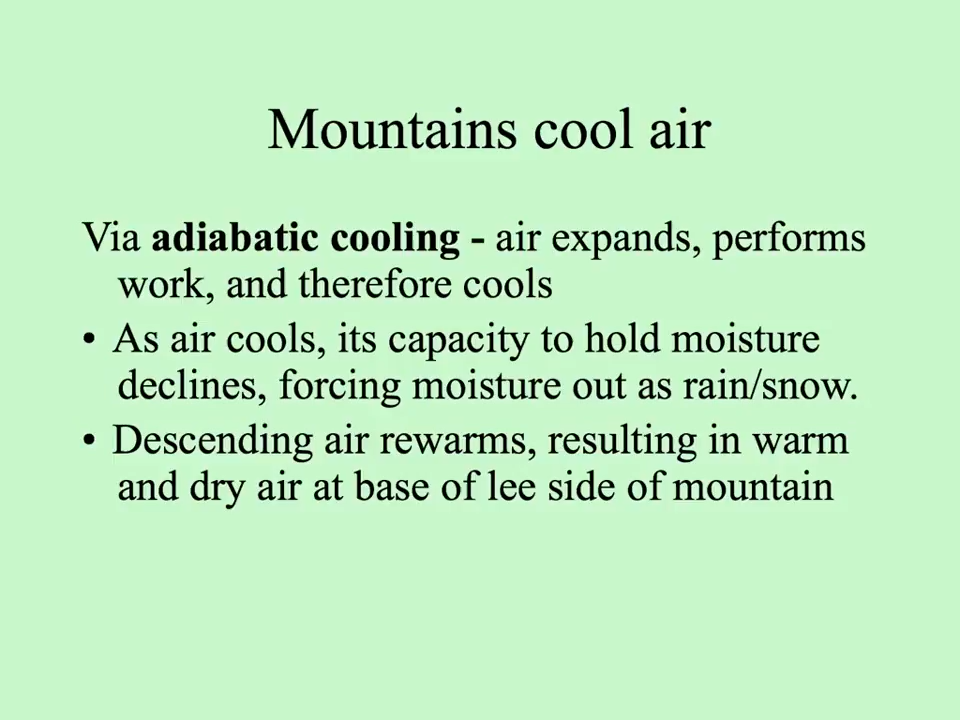 Mountains cool air
Via adiabatic cooling - air expands, performs
work, and therefore cools
• As air cools, its capacity to hold moisture
declines, forcing moisture out as rain/snow.
• Descending air rewarms, resulting in warm
and dry air at base of lee side of mountain